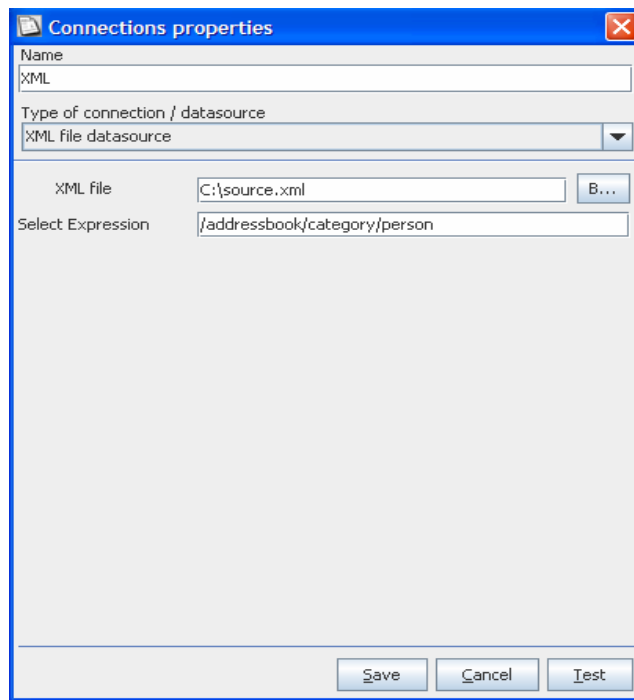 Connections properties
Name
XML
Type of connection / datasource
XML file datasource
XML file C:\source.xml B...
Select Expression /addressbook/category/person
Save Cancel Test